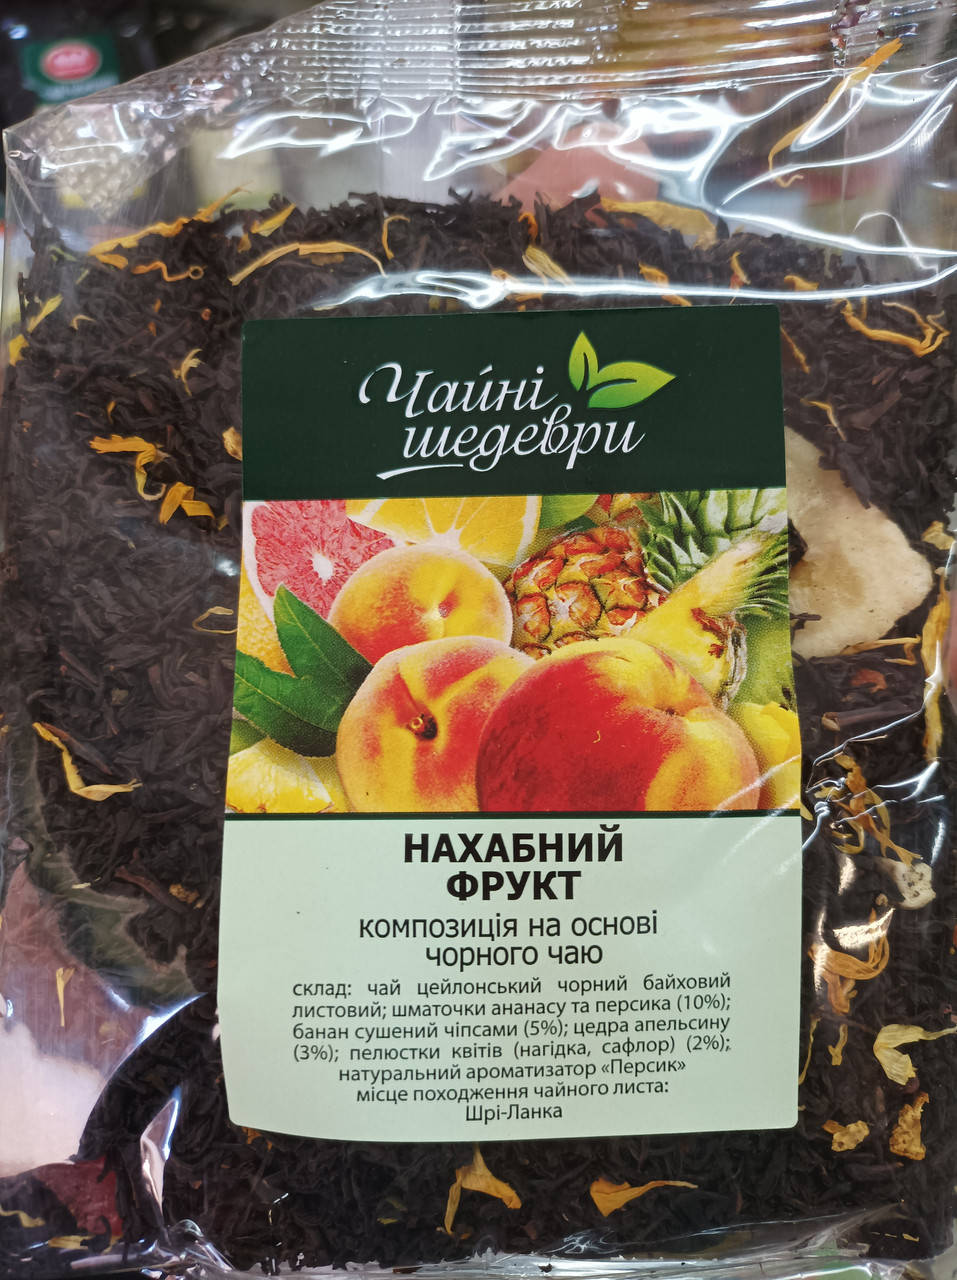 Чайні
шедеври
НАХАБНИЙ
ФРУКТ
композиція на основі
чорного чаю
склад: чай цейлонський чорний байховий
листовий; шматочки ананасу та персика (10%);
банан сушений чіпсами (5%); цедра апельсину
(3%); пелюстки квітів (нагідка, сафлор) (2%);
натуральний ароматизатор «Персик»
місце походження чайного листа:
Шрі-Ланка